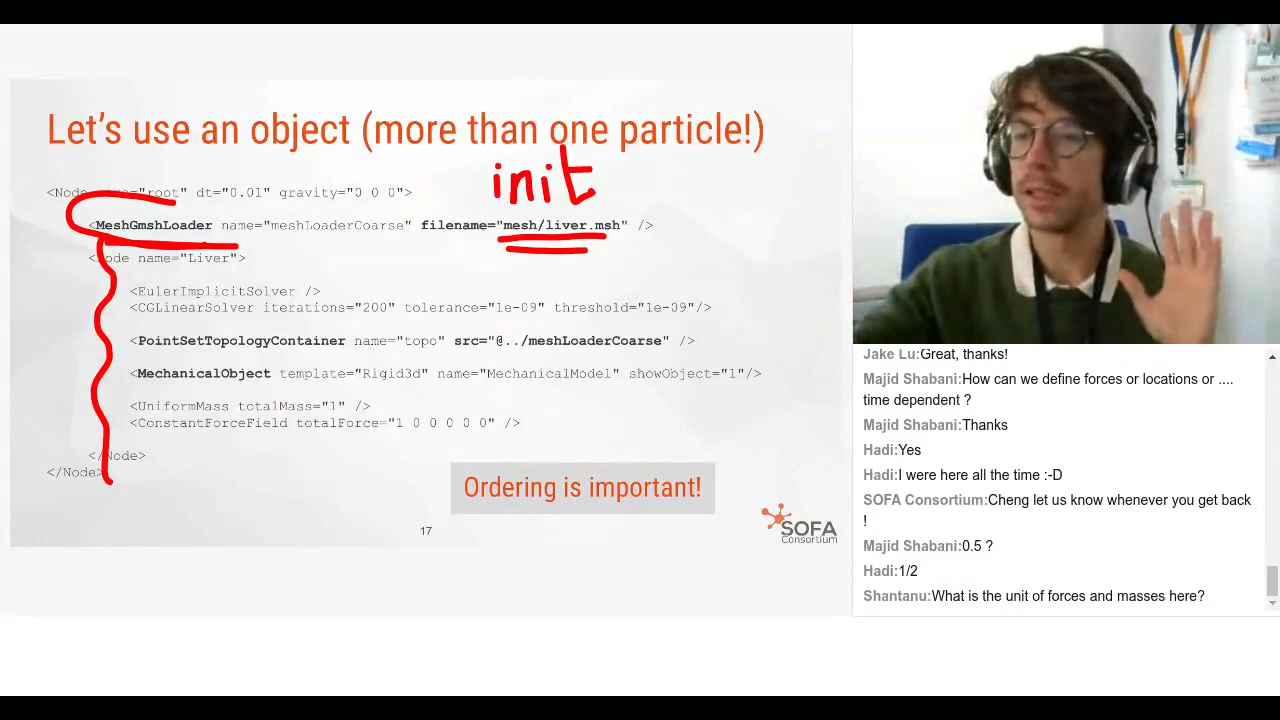 Let's use an object (more than one particle!)
init
<Node name="root" dt="0.01" gravity="0 0 0">
<MeshGmshLoader name="meshLoaderCoarse" filename="mesh/liver.msh" />
<Node name="Liver">
<EulerImplicitSolver />
<CGLinearSolver iterations="200" tolerance="1e-09" threshold="1e-09"/>
<PointSetTopologyContainer name="topo" src="@../meshLoaderCoarse" />
<MechanicalObject template="Rigid3d" name="MechanicalModel" showObject="1"/>
<UniformMass totalMass="1" />
<ConstantForceField totalForce="1 0 0 0 0 0" />
</Node>
</Node>
Ordering is important!
17
SOFA
Consortium
Jake Lu:Great, thanks!
Majid Shabani:How can we define forces or locations or ....
time dependent ?
Majid Shabani:Thanks
Hadi:Yes
Hadi:I were here all the time :-D
SOFA Consortium:Cheng let us know whenever you get back
!
Majid Shabani:0.5 ?
Hadi:1/2
Shantanu:What is the unit of forces and masses here?